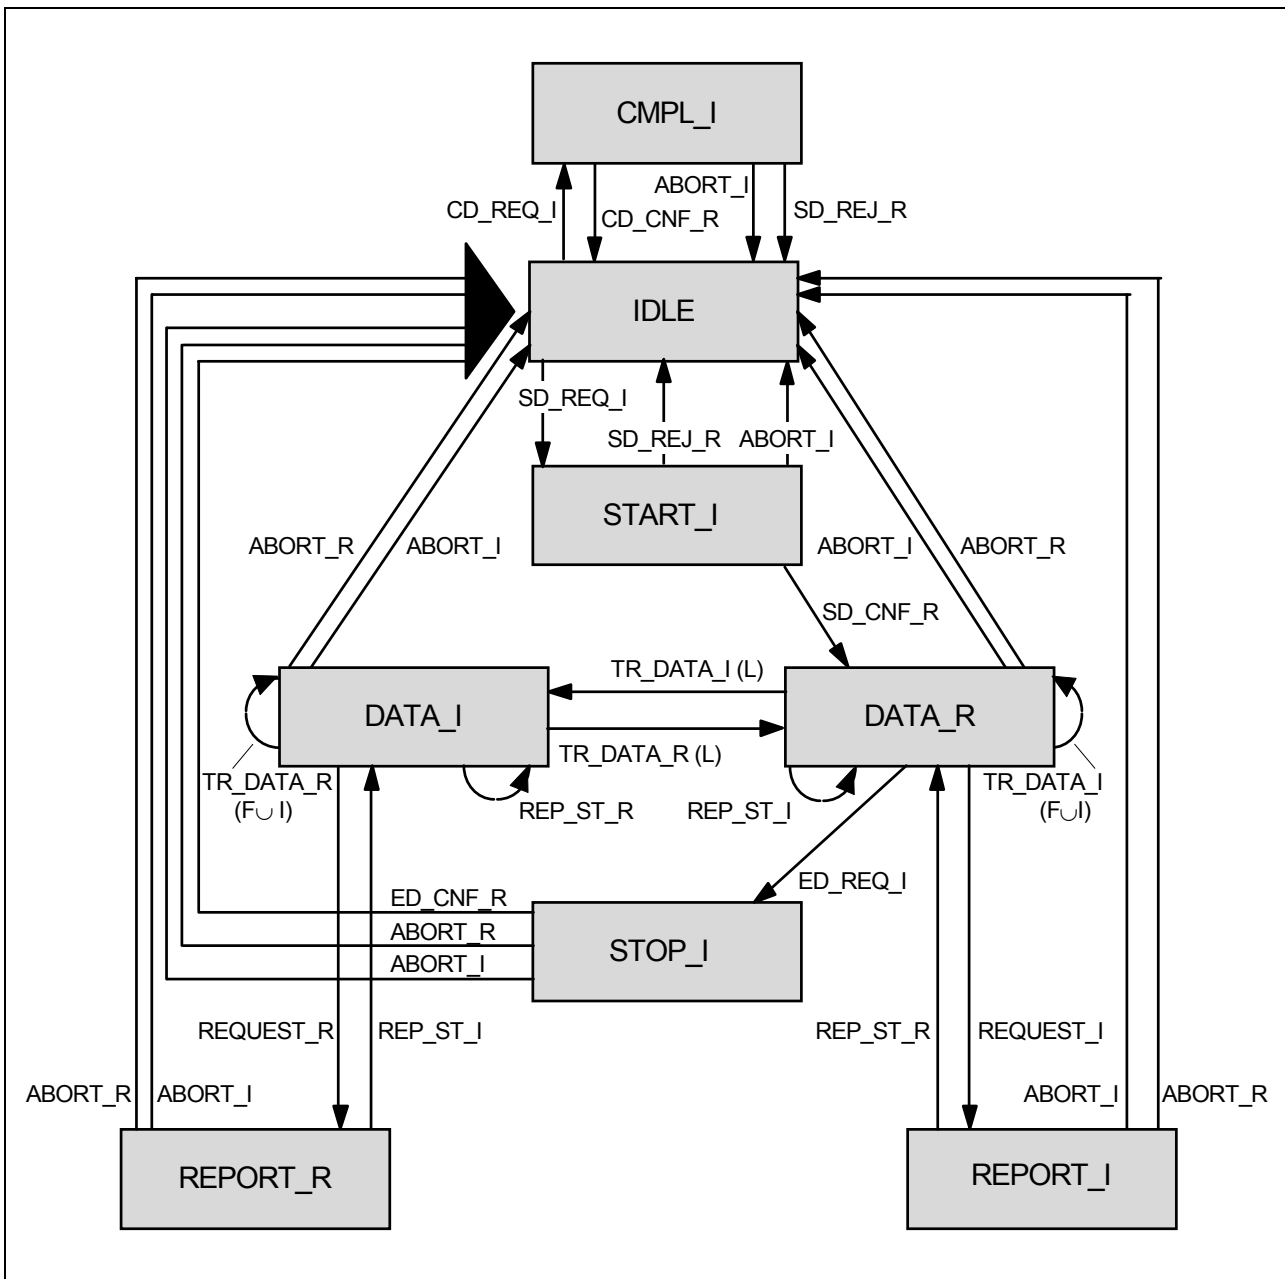 CMPL_I
ABORT_I
CD_REQ_I
CD_CNF_R
SD_REJ_R
IDLE
SD_REQ_I
SD_REJ_R
ABORT_I
START_I
ABORT_R
ABORT_I
ABORT_I
ABORT_R
SD_CNF_R
TR_DATA_I (L)
DATA_I
DATA_R
TR_DATA_R (L)
TR_DATA_R
(F∪ I)
REP_ST_R
REP_ST_I
TR_DATA_I
(F∪I)
ED_REQ_I
ED_CNF_R
ABORT_R
ABORT_I
STOP_I
REQUEST_R
REP_ST_I
REP_ST_R
REQUEST_I
ABORT_R
ABORT_I
ABORT_I
ABORT_R
REPORT_R
REPORT_I